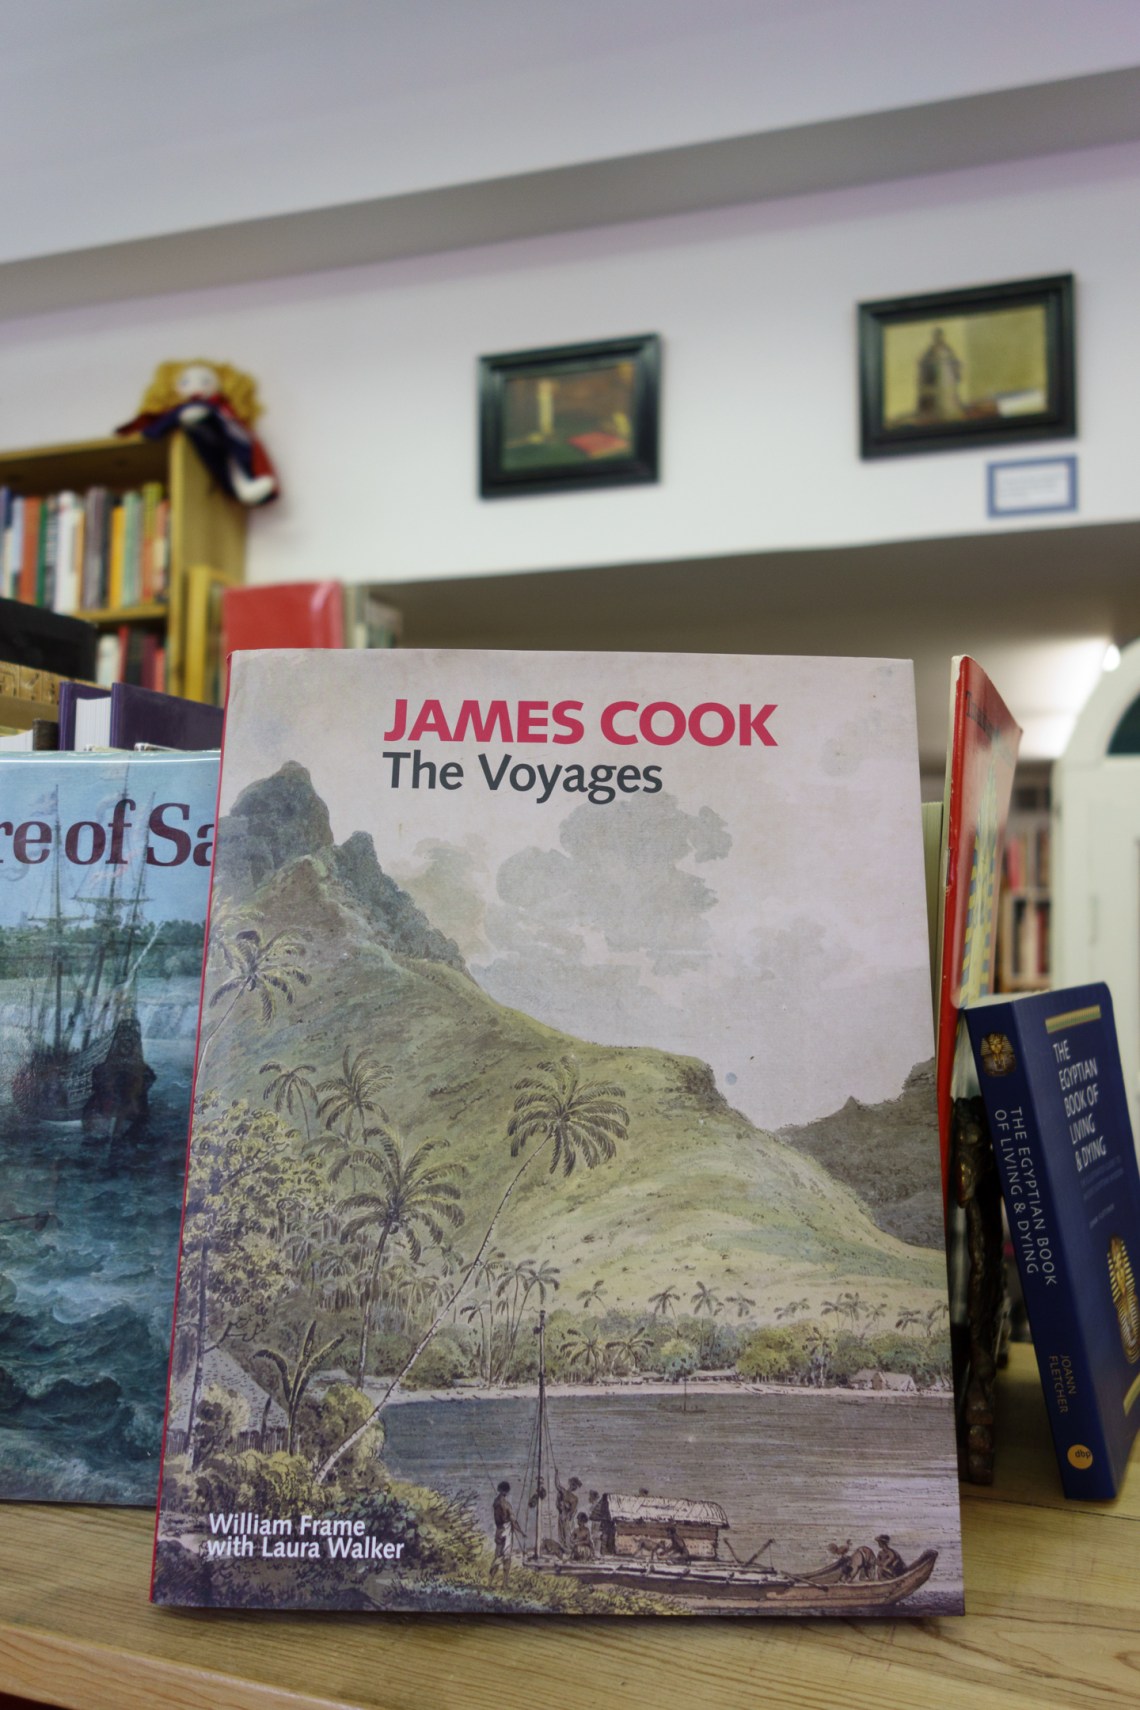 JAMES COOK
The Voyages
William Frame
with Laura Walker
re of Sa
THE
EGYPTIAN
BOOK OF
LIVING
& DYING
THE EGYPTIAN BOOK
OF LIVING & DYING
JOANN
FLETCHER
dbp